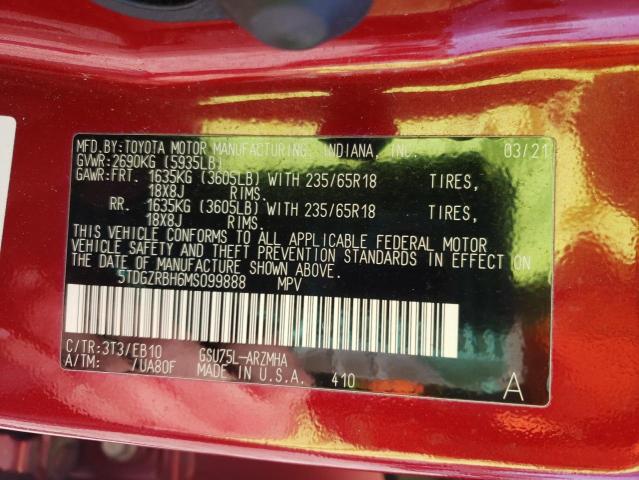 MFD.BY:TOYOTA MOTOR MANUFACTURING, INDIANA, INC. 03/21
GVWR:2690KG (5935LB)
GAWR:FRT. 1635KG (3605LB) WITH 235/65R18 TIRES,
18X8J RIMS.
RR. 1635KG (3605LB) WITH 235/65R18 TIRES,
18X8J RIMS.
THIS VEHICLE CONFORMS TO ALL APPLICABLE FEDERAL MOTOR
VEHICLE SAFETY AND THEFT PREVENTION STANDARDS IN EFFECT ON
THE DATE OF MANUFACTURE SHOWN ABOVE.
5TDGZRBH6MS099888 MPV
C/TR:3T3/EB10 GSU75L-ARZMHA
A/TM: /UA80F MADE IN U.S.A. 410 A